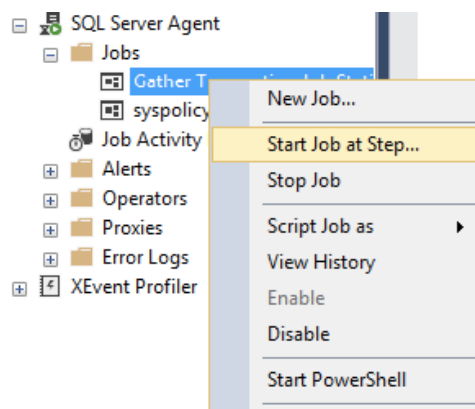 SQL Server Agent
Jobs
Gather
syspolicy
Job Activity
Alerts
Operators
Proxies
Error Logs
XEvent Profiler
New Job...
Start Job at Step...
Stop Job
Script Job as
View History
Enable
Disable
Start PowerShell